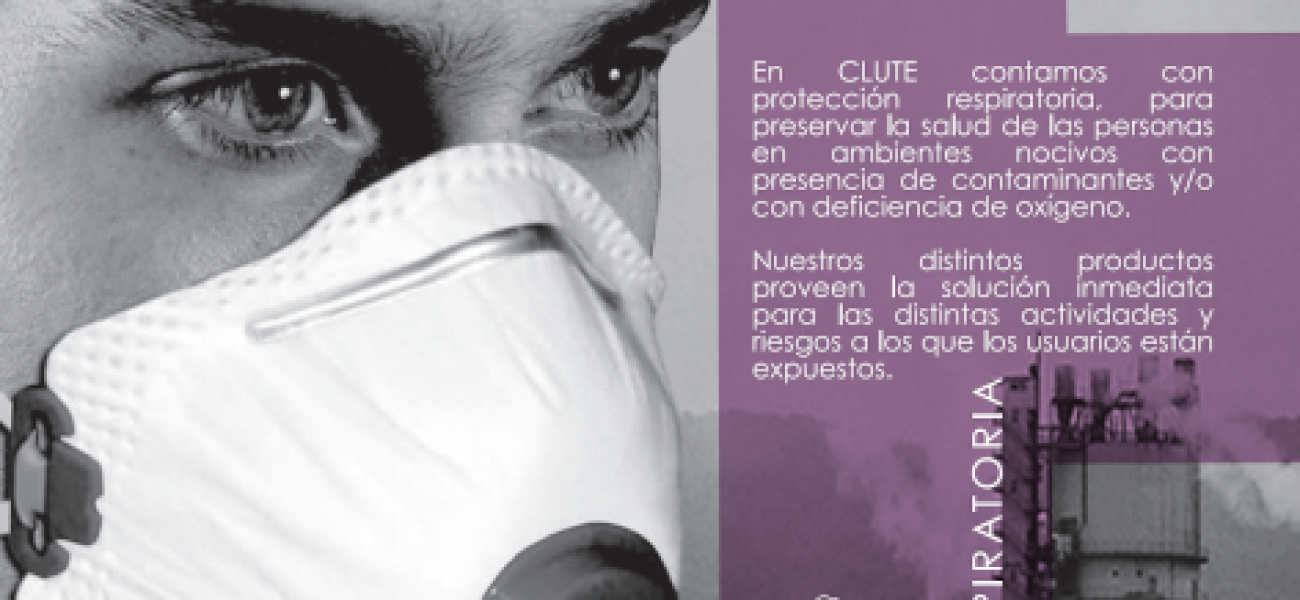 En CLUTE contamos con
protección respiratoria, para
preservar la salud de las personas
en ambientes nocivos con
presencia de contaminantes y/o
con deficiencia de oxígeno.
Nuestros distintos productos
proveen la solución inmediata
para las distintas actividades y
riesgos a los que los usuarios están
expuestos.
PIRATORIA